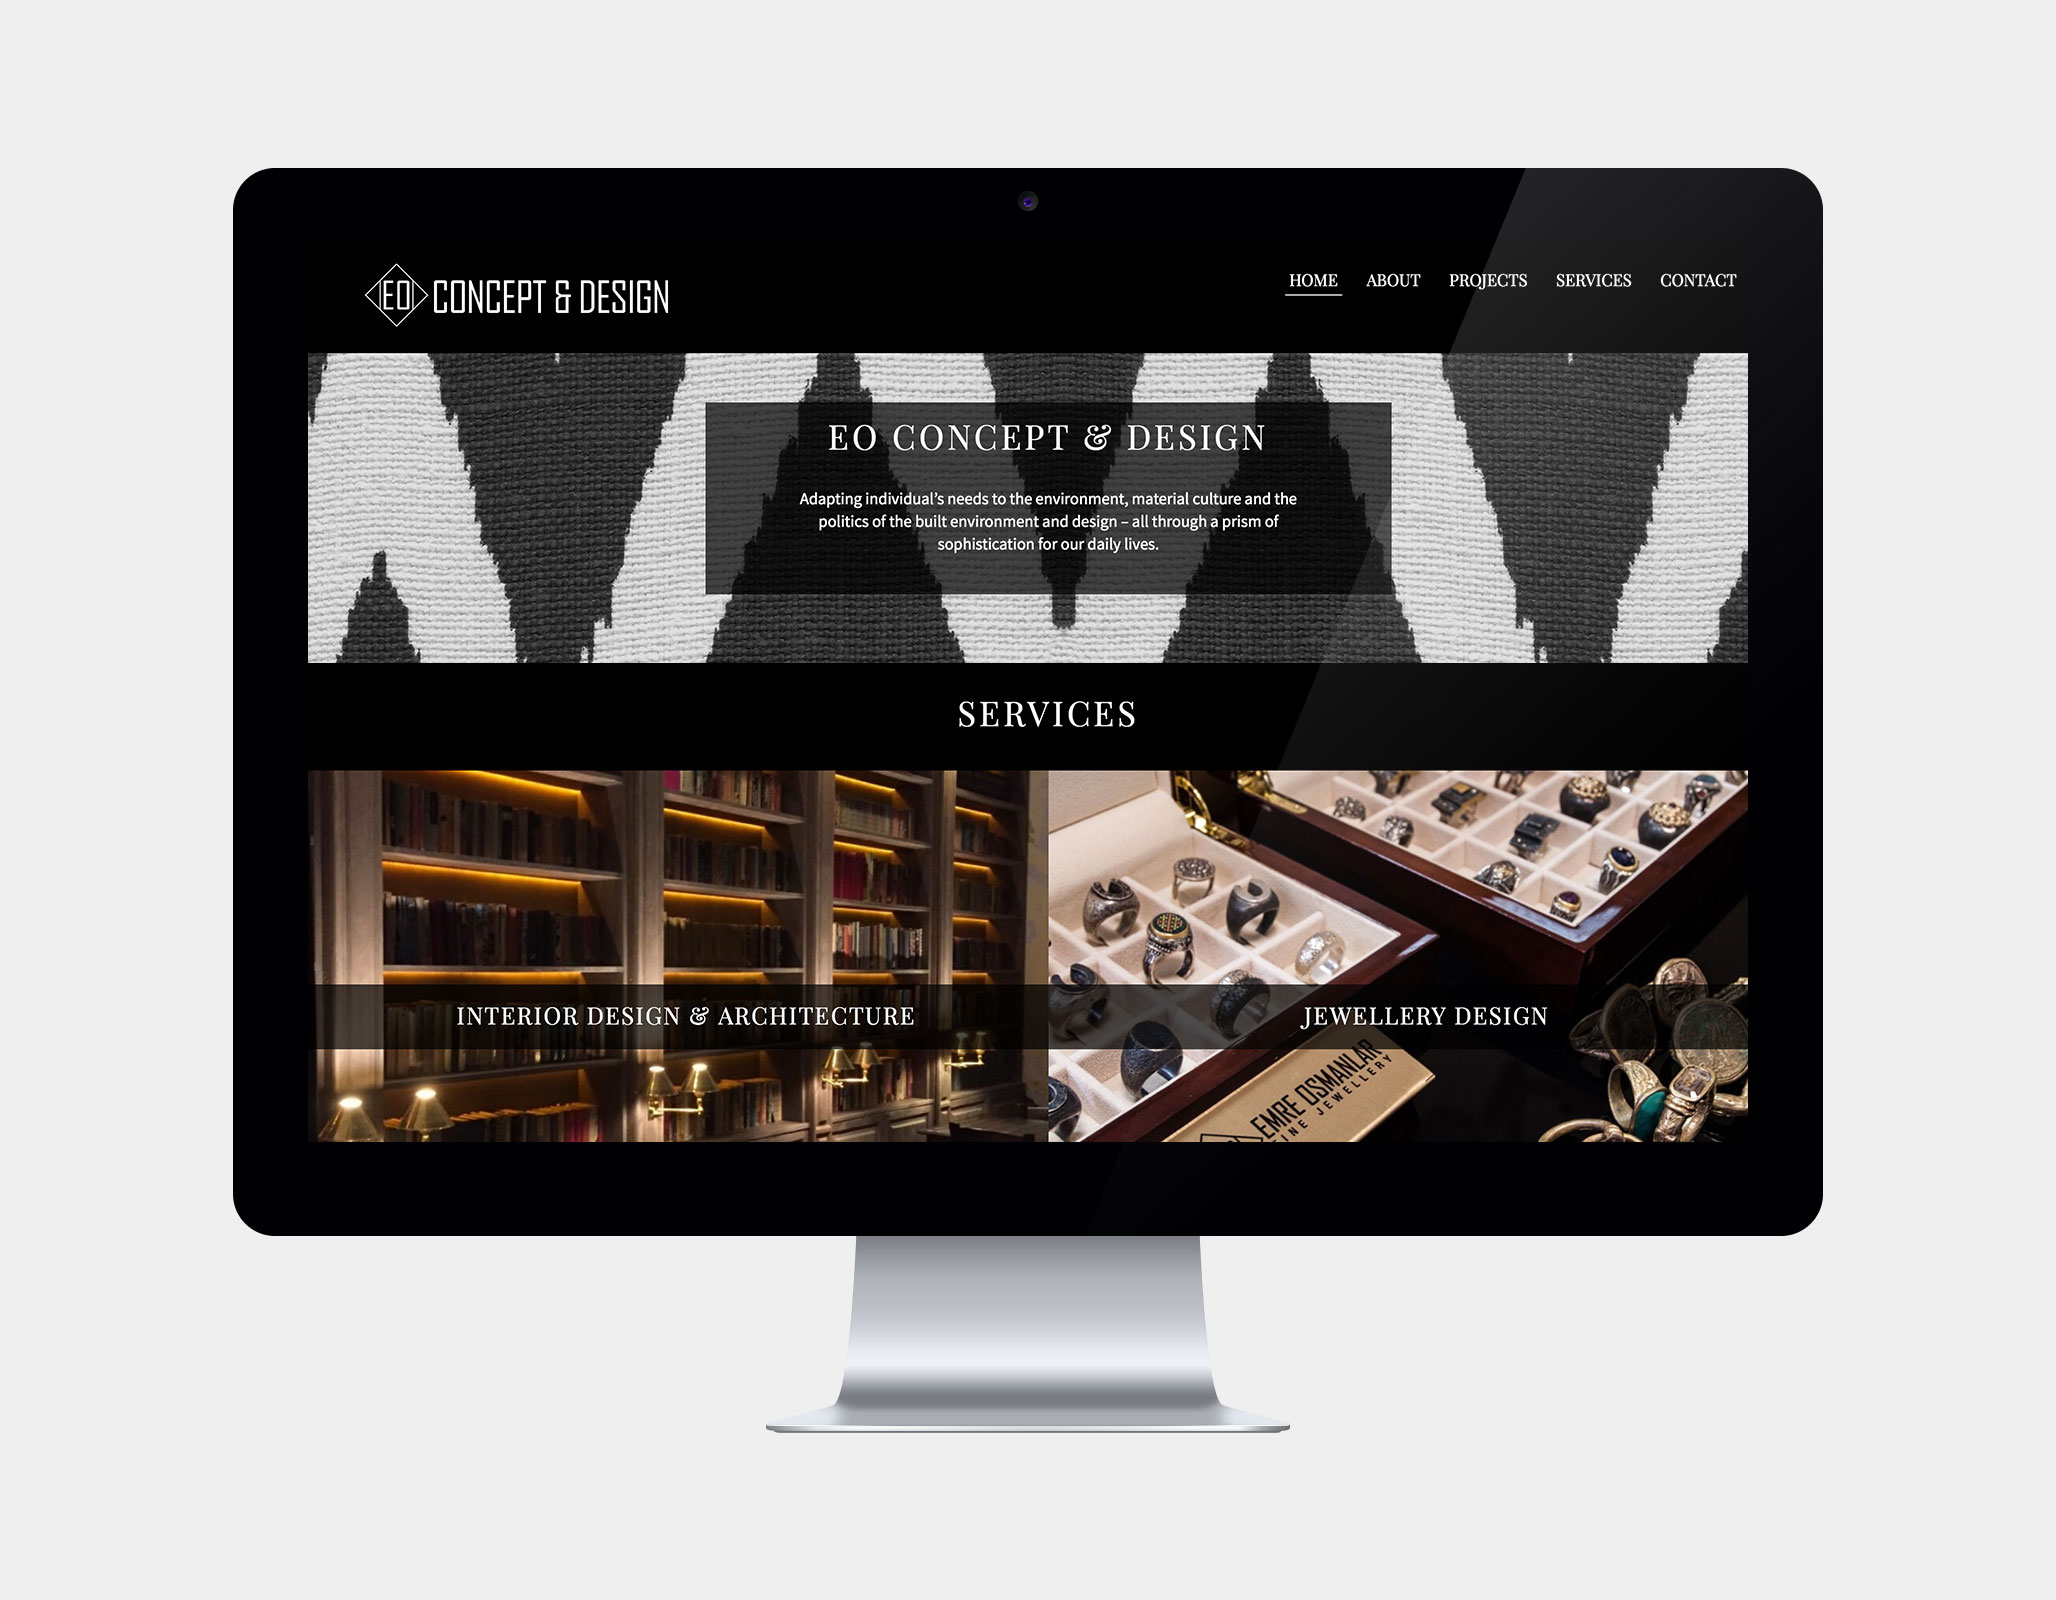 EO CONCEPT & DESIGN
HOME ABOUT PROJECTS SERVICES CONTACT
EO CONCEPT & DESIGN
Adapting individual's needs to the environment, material culture and the
politics of the built environment and design – all through a prism of
sophistication for our daily lives.
SERVICES
INTERIOR DESIGN & ARCHITECTURE
JEWELLERY DESIGN
EMRE OSMANLAR
FINE JEWELLERY